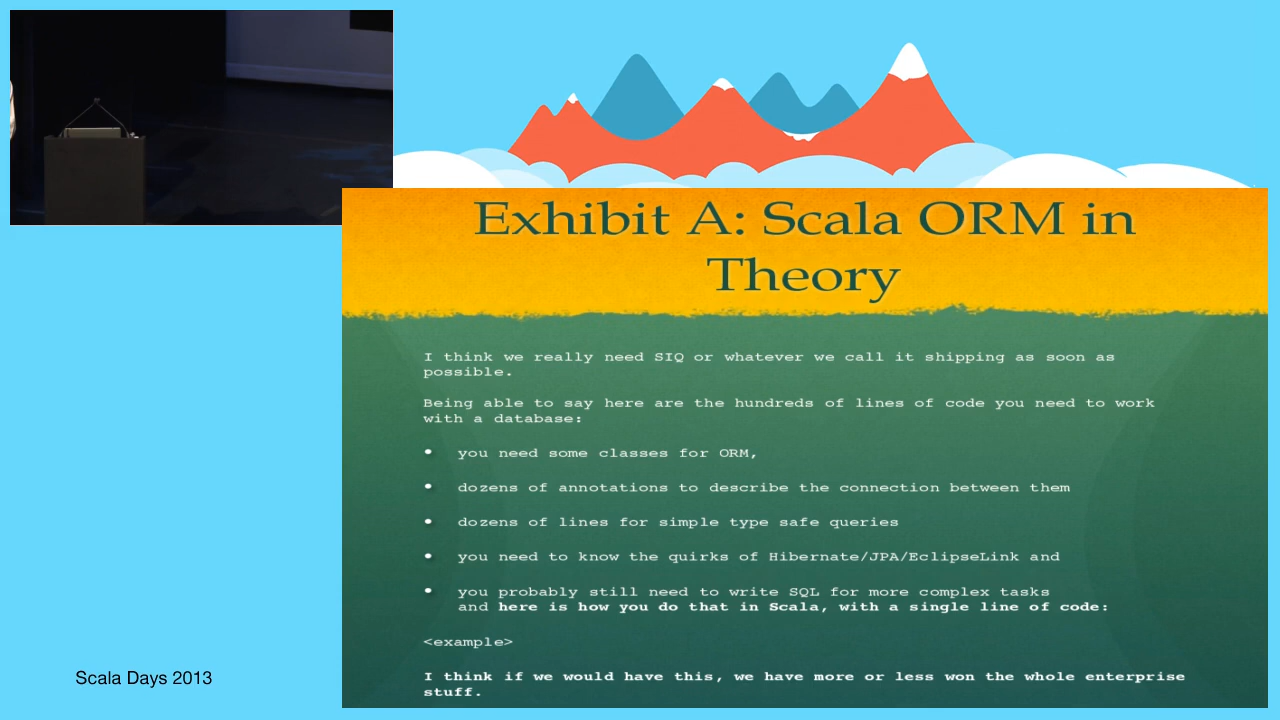 Exhibit A: Scala ORM in
Theory
I think we really need SIQ or whatever we call it shipping as soon as
possible.
Being able to say here are the hundreds of lines of code you need to work
with a database:
• you need some classes for ORM,
• dozens of annotations to describe the connection between them
• dozens of lines for simple type safe queries
• you need to know the quirks of Hibernate/JPA/EclipseLink and
• you probably still need to write SQL for more complex tasks
and here is how you do that in Scala, with a single line of code:
<example>
I think if we would have this, we have more or less won the whole enterprise
stuff.
Scala Days 2013